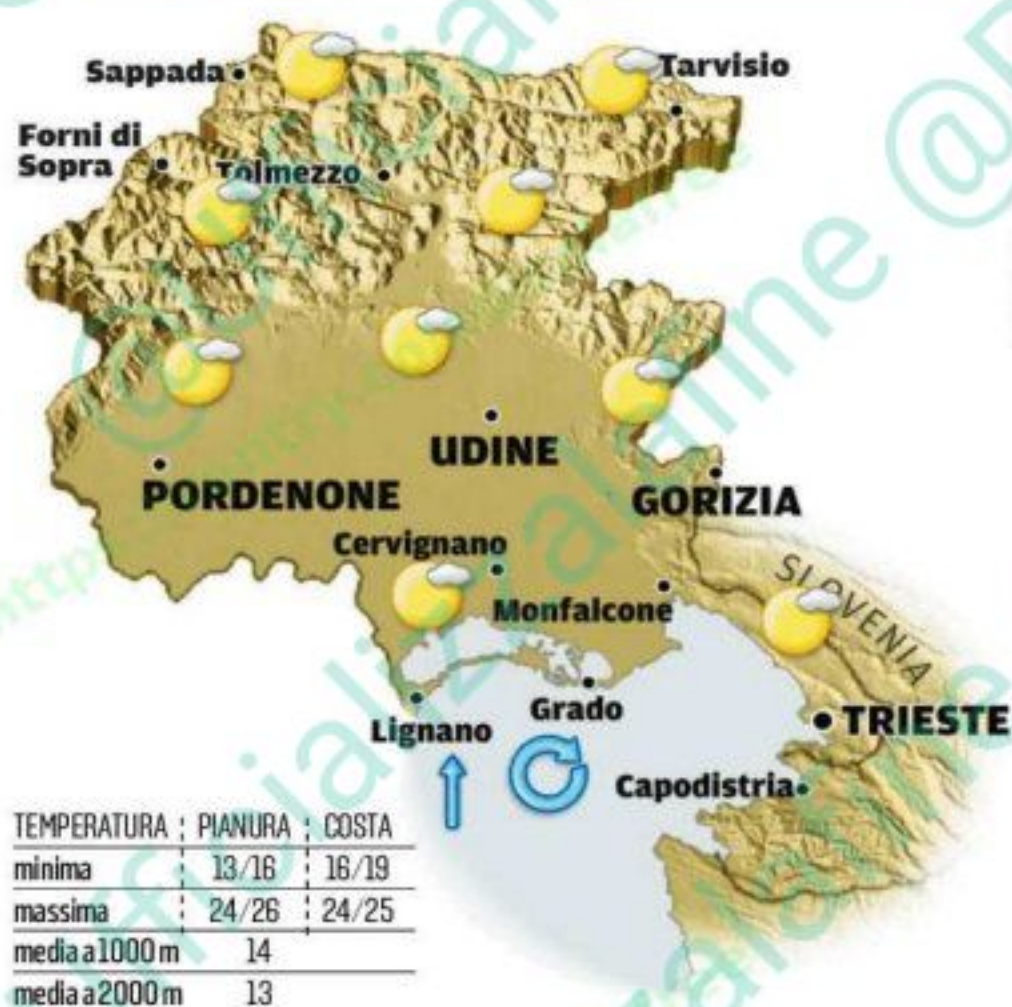 Sappada
Tarvisio
Forni di
Sopra
Tolmezzo
UDINE
PORDENONE
GORIZIA
Cervignano
SLOVENIA
Monfalcone
Grado
Lignano
TRIESTE
Capodistria
TEMPERATURA PIANURA COSTA
minima 13/16 16/19
massima 24/26 24/25
media a 1000 m 14
media a 2000 m 13